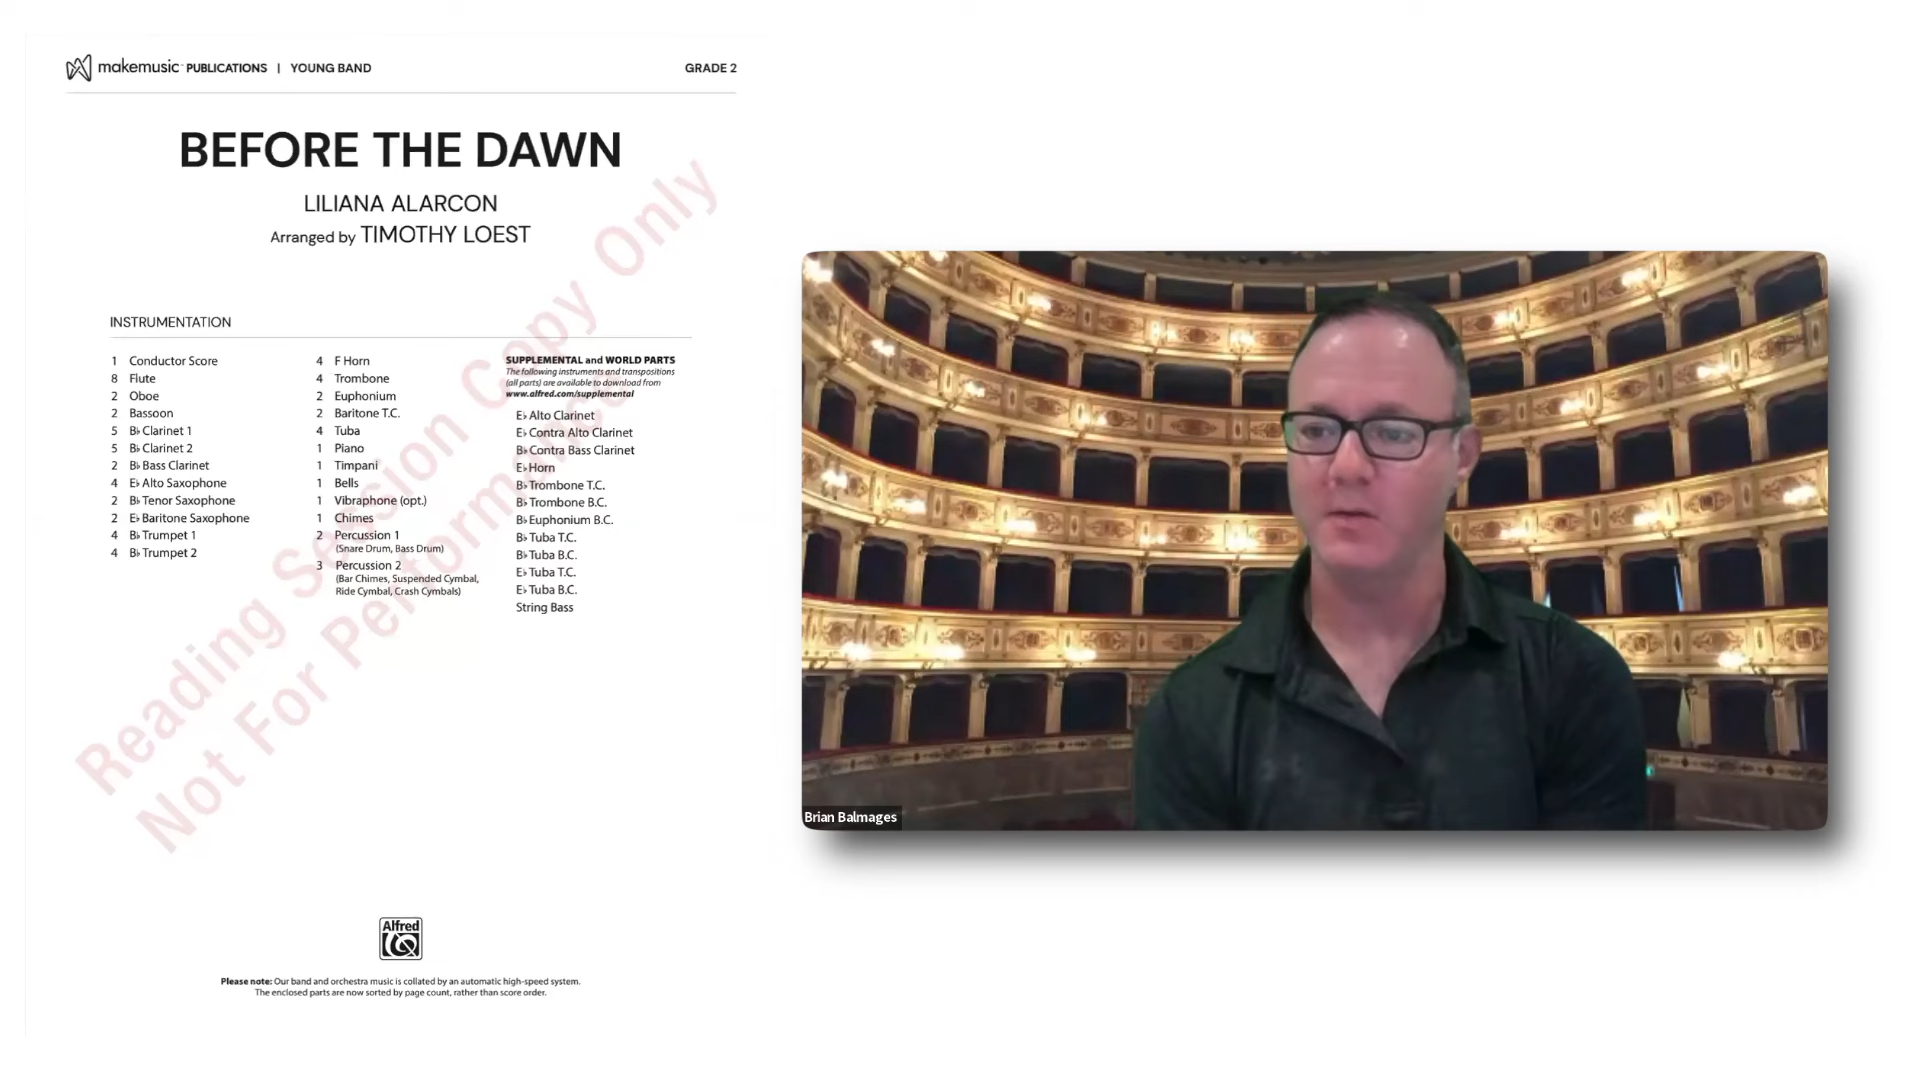 makemusic PUBLICATIONS | YOUNG BAND
GRADE 2
BEFORE THE DAWN
LILIANA ALARCON
Arranged by TIMOTHY LOEST
INSTRUMENTATION
1 Conductor Score
8 Flute
2 Oboe
2 Bassoon
5 B♭ Clarinet 1
5 B♭ Clarinet 2
2 B♭ Bass Clarinet
4 E♭ Alto Saxophone
2 B♭ Tenor Saxophone
2 E♭ Baritone Saxophone
4 B♭ Trumpet 1
4 B♭ Trumpet 2
4 F Horn
4 Trombone
2 Euphonium
2 Baritone T.C.
4 Tuba
1 Piano
1 Timpani
1 Bells
1 Vibraphone (opt.)
1 Chimes
2 Percussion 1
(Snare Drum, Bass Drum)
3 Percussion 2
(Bar Chimes, Suspended Cymbal,
Ride Cymbal, Crash Cymbals)
SUPPLEMENTAL and WORLD PARTS
The following instruments and transpositions
(all parts) are available to download from
www.alfred.com/supplemental
E♭ Alto Clarinet
E♭ Contra Alto Clarinet
B♭ Contra Bass Clarinet
E♭ Horn
B♭ Trombone T.C.
B♭ Trombone B.C.
B♭ Euphonium B.C.
B♭ Tuba T.C.
B♭ Tuba B.C.
E♭ Tuba T.C.
E♭ Tuba B.C.
String Bass
Reading Session Copy Only
Not For Performance
Alfred
Please note: Our band and orchestra music is collated by an automatic high-speed system.
The enclosed parts are now sorted by page count, rather than score order.
Brian Balmages